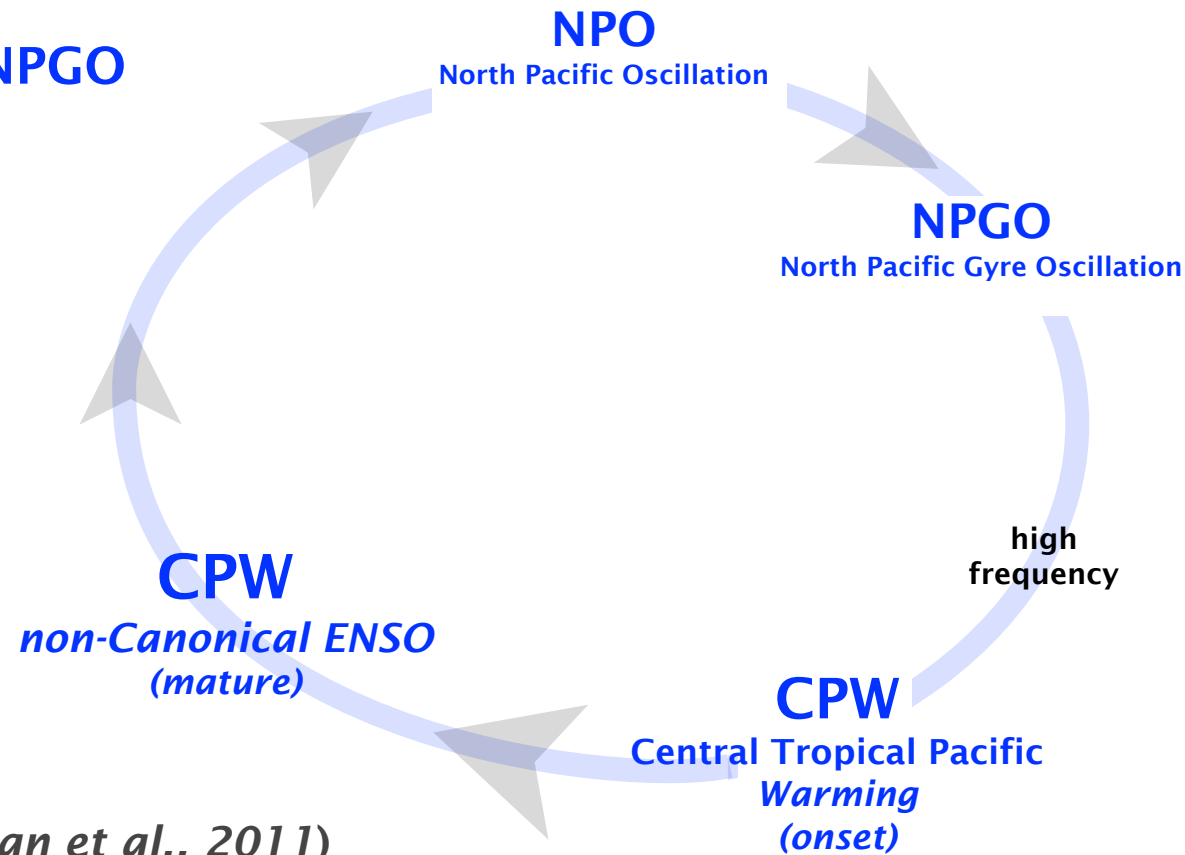 NPGO
NPO
North Pacific Oscillation
NPGO
North Pacific Gyre Oscillation
high
frequency
CPW
non-Canonical ENSO
(mature)
CPW
Central Tropical Pacific
Warming
(onset)
et al., 2011)